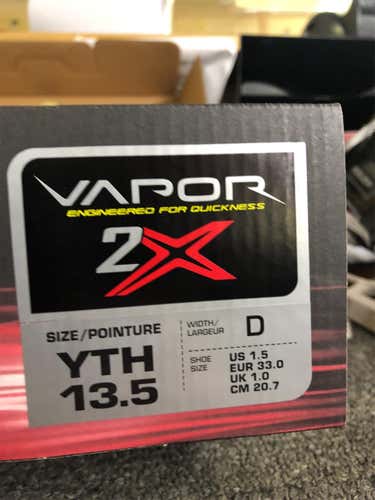 VAPOR
ENGINEERED FOR QUICKNESS
2X
SIZE/POINTURE
YTH
13.5
WIDTH/
LARGEUR
D
SHOE
SIZE
US 1.5
EUR 33.0
UK 1.0
CM 20.7